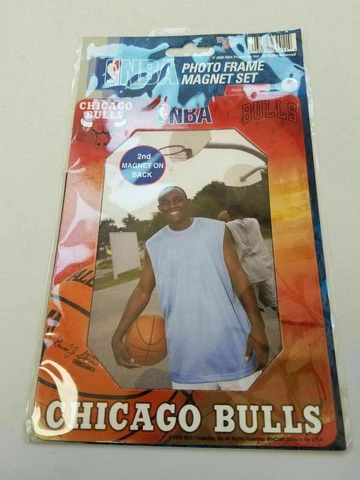 NBA
PHOTO FRAME
MAGNET SET
CHICAGO
BULLS
NBA
BULLS
2nd
MAGNET ON
BACK
CHICAGO BULLS